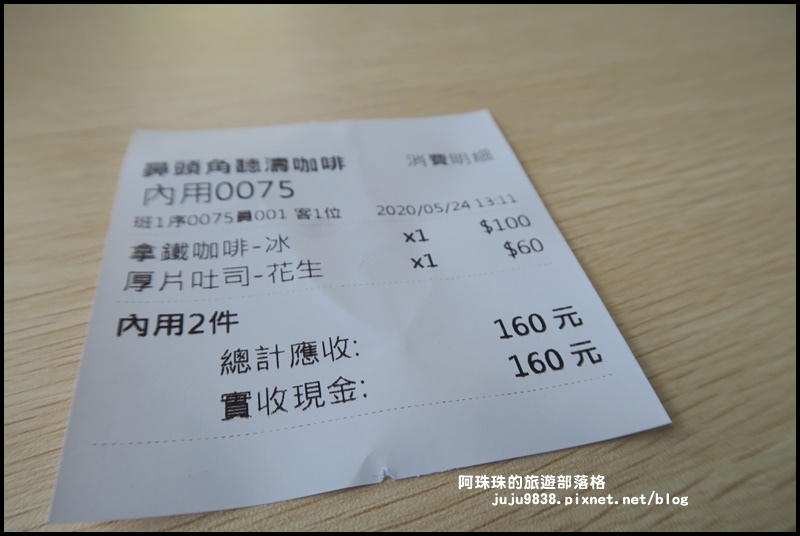 鼻頭角聽濤咖啡 消費明細
內用0075
班1序0075員001 客1位 2020/05/24 13:11
拿鐵咖啡-冰 x1 $100
厚片吐司-花生 x1 $60
內用2件
總計應收: 160 元
實收現金: 160 元
阿珠珠的旅遊部落格
juju9838.pixnet.net/blog